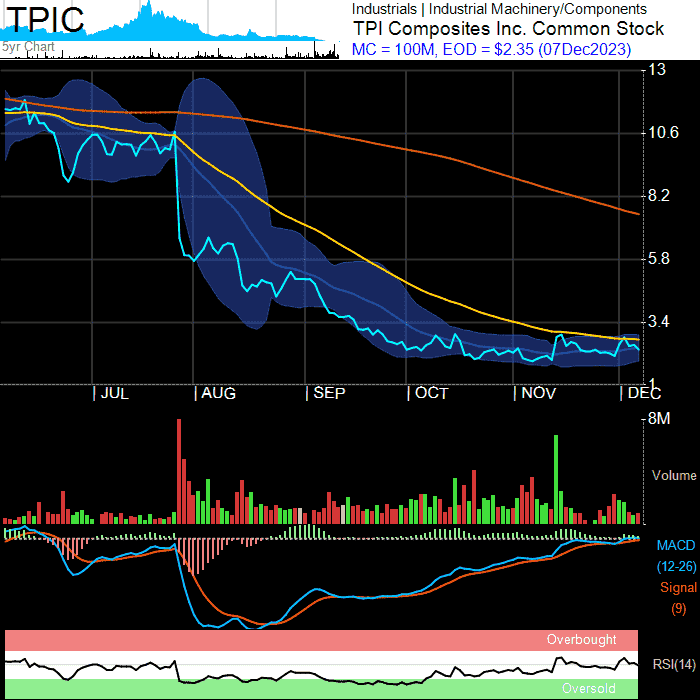 TPIC
5yr Chart
Industrials | Industrial Machinery/Components
TPI Composites Inc. Common Stock
MC = 100M, EOD = $2.35 (07Dec2023)
13
10.6
8.2
5.8
3.4
1
| JUL | AUG | SEP | OCT | NOV | DEC
8M
Volume
MACD
(12-26)
Signal
(9)
Overbought
RSI(14)
Oversold